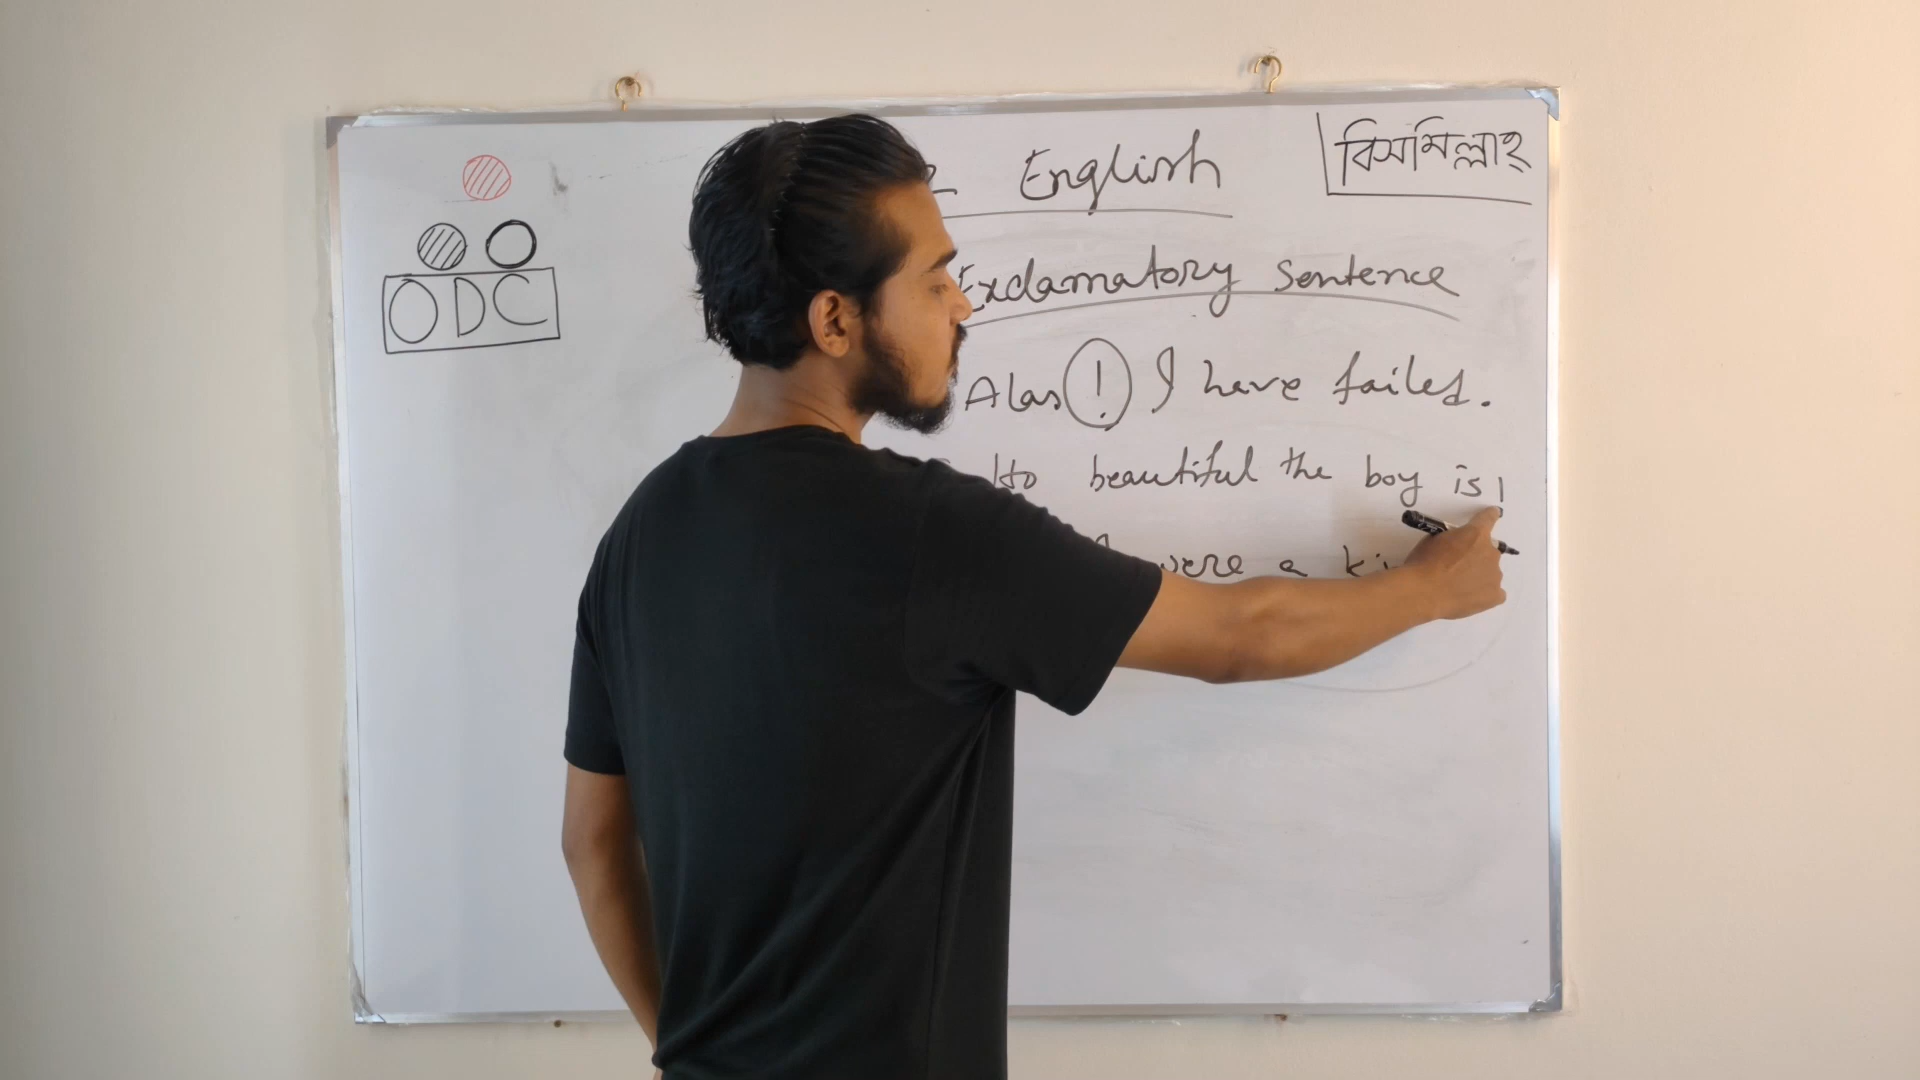 ODC
English
বিসমিল্লাহ
Exclamatory Sentence
Alas! I have failed.
beautiful the boy is!
were a